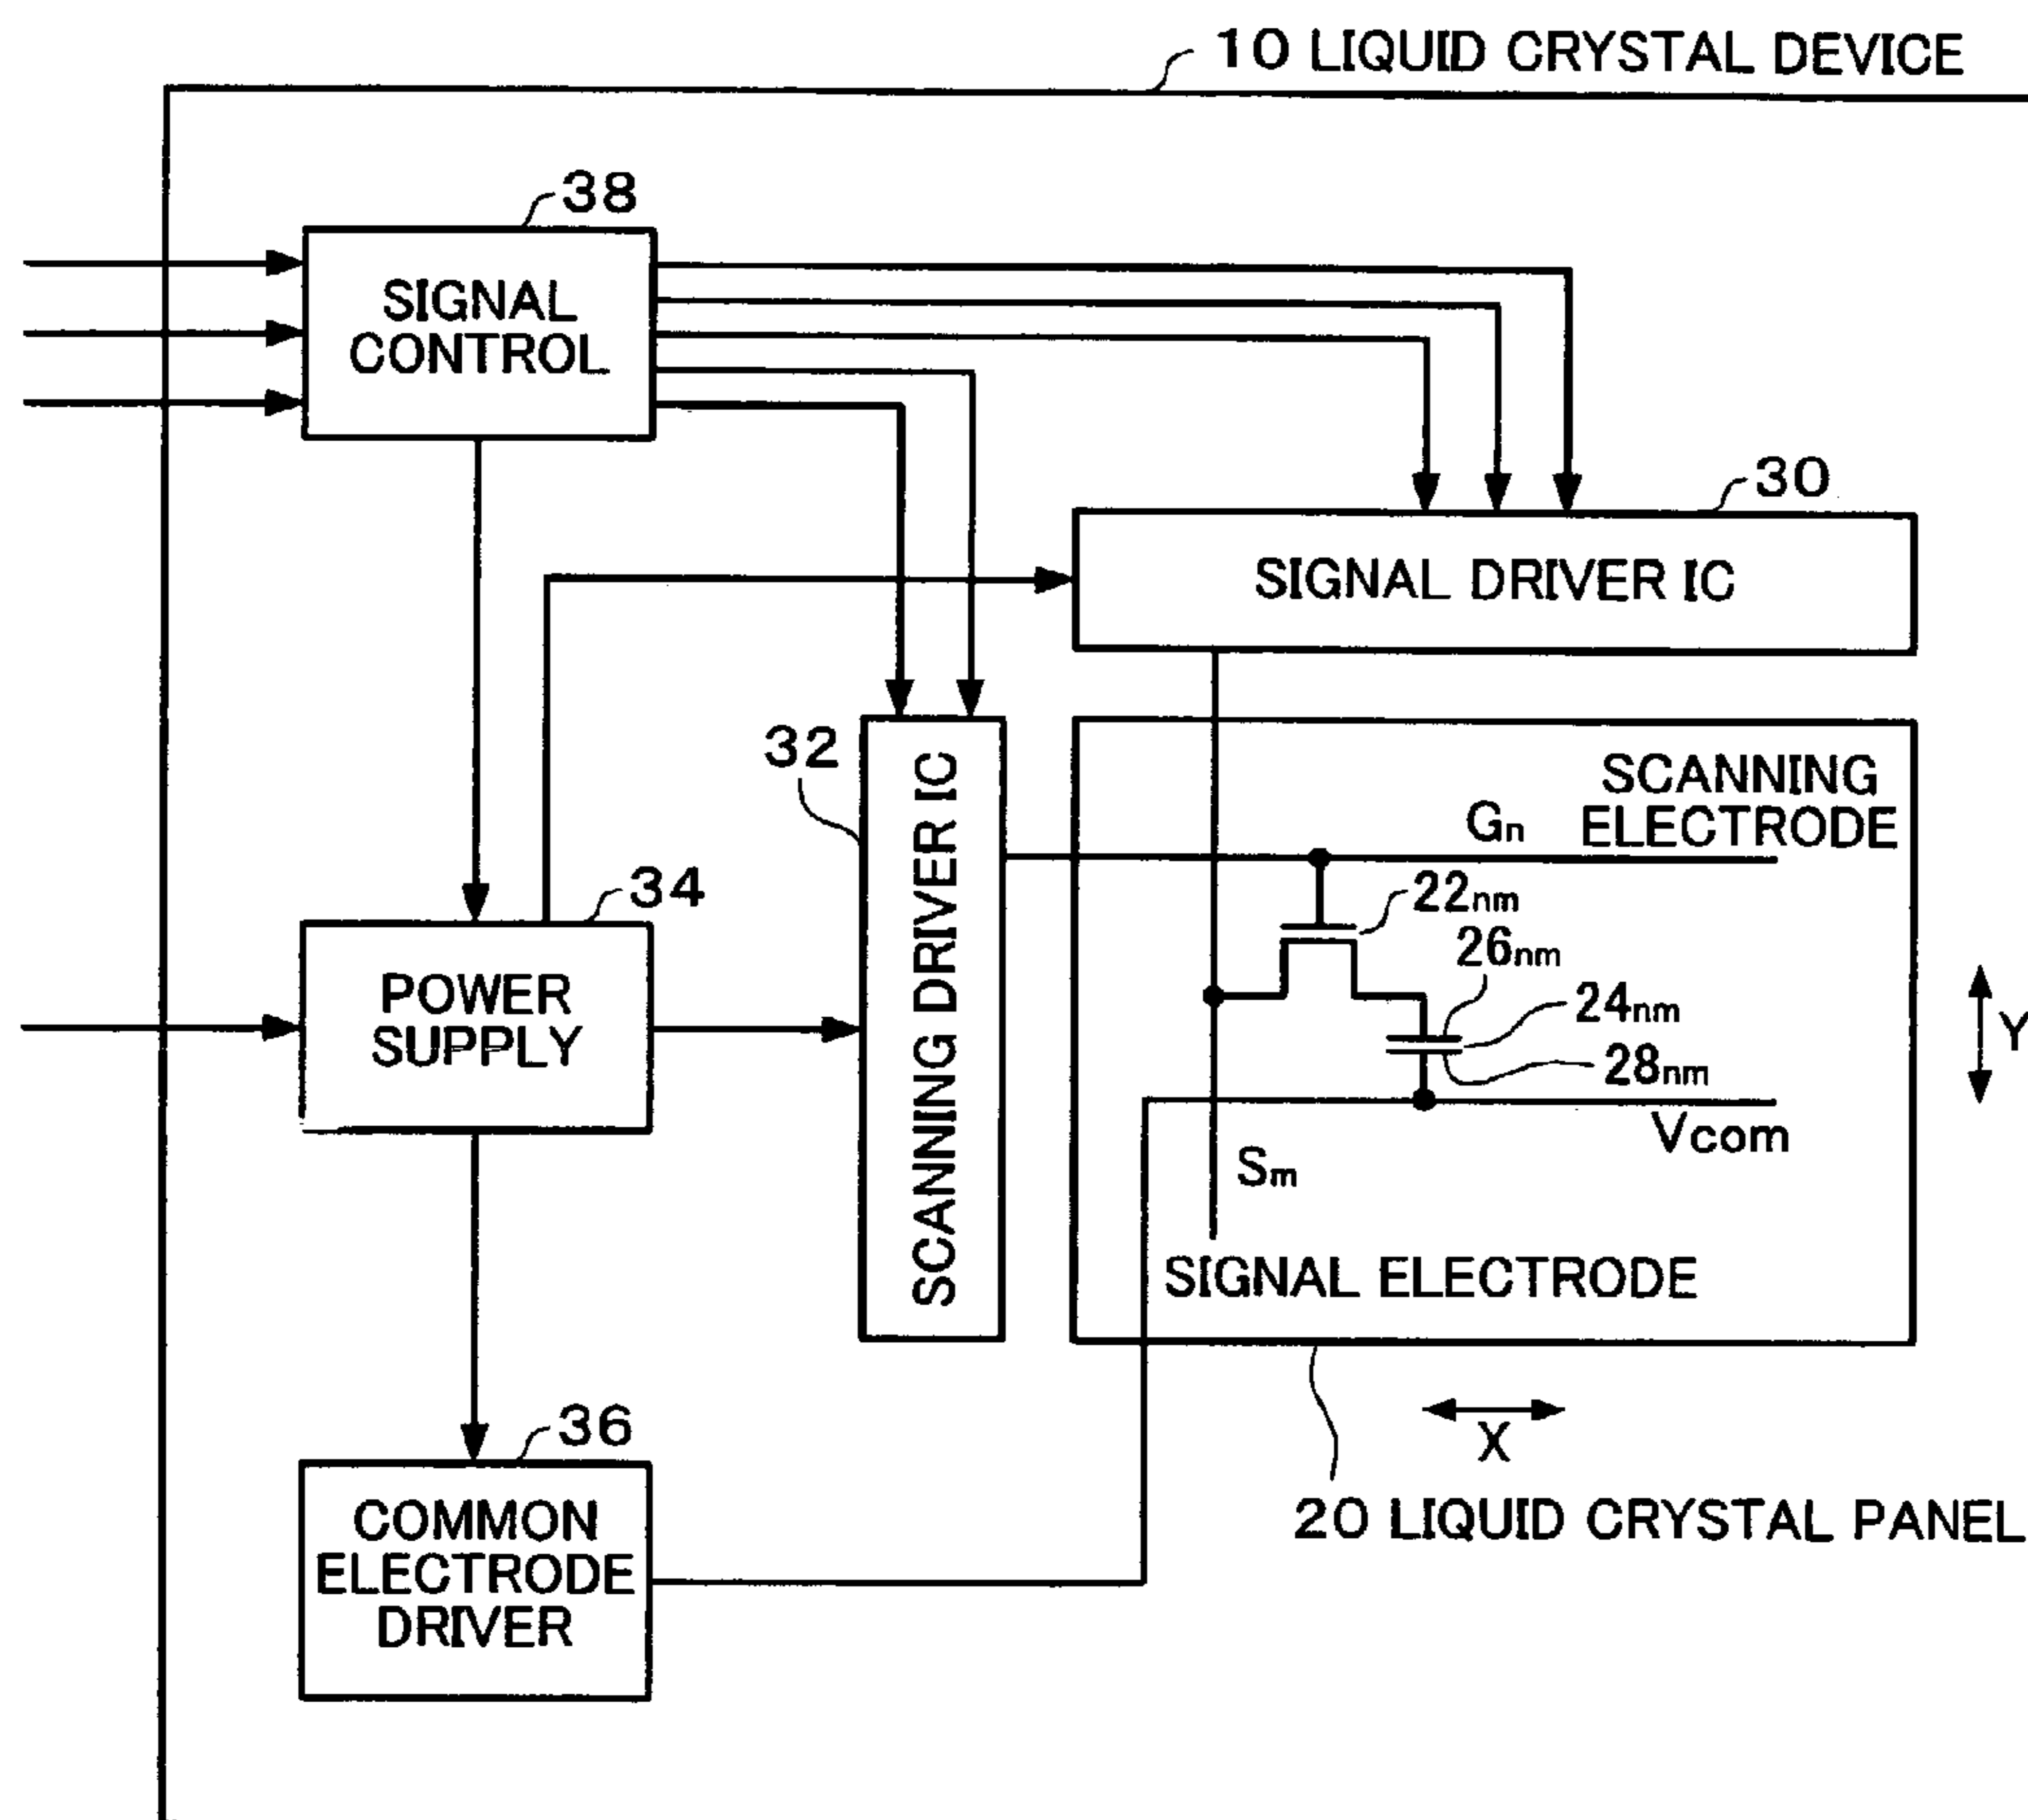 10 LIQUID CRYSTAL DEVICE
38
SIGNAL
CONTROL
30
SIGNAL DRIVER IC
32
SCANNING DRIVER IC
SCANNING
ELECTRODE
Gn
22nm
26nm
24nm
28nm
Vcom
Sm
SIGNAL ELECTRODE
Y
X
20 LIQUID CRYSTAL PANEL
34
POWER
SUPPLY
36
COMMON
ELECTRODE
DRIVER